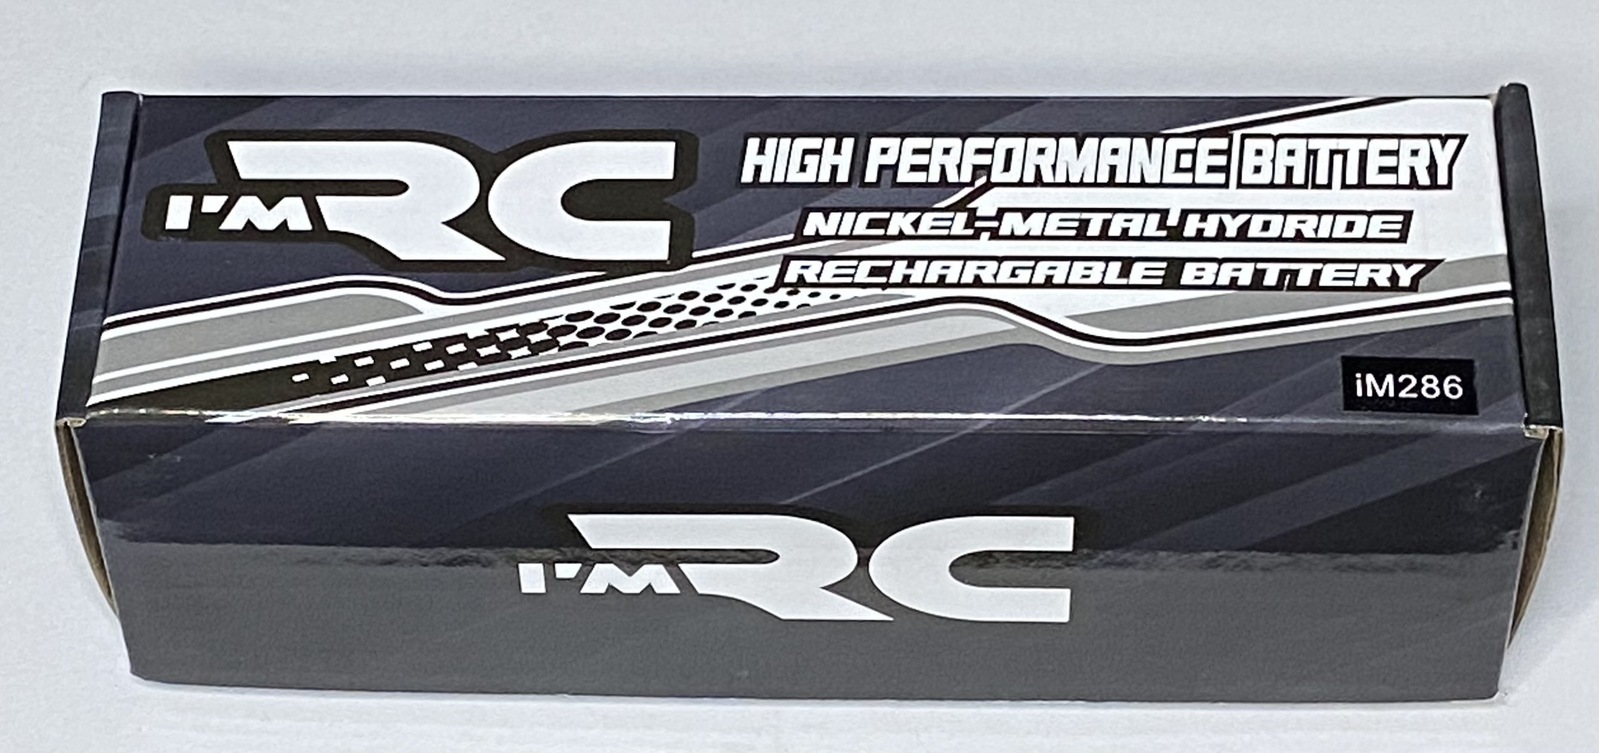 I'M RC
HIGH PERFORMANCE BATTERY
NICKEL-METAL HYDRIDE
RECHARGABLE BATTERY
iM286
I'M RC